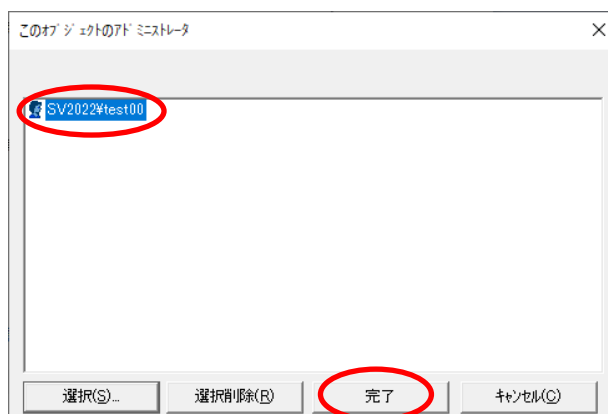 このｵﾌﾞｼﾞｪｸﾄのｱﾄﾞﾐﾆｽﾄﾚｰﾀ
SV2022¥test00
選択(S)... 選択削除(R) 完了 ｷｬﾝｾﾙ(C)